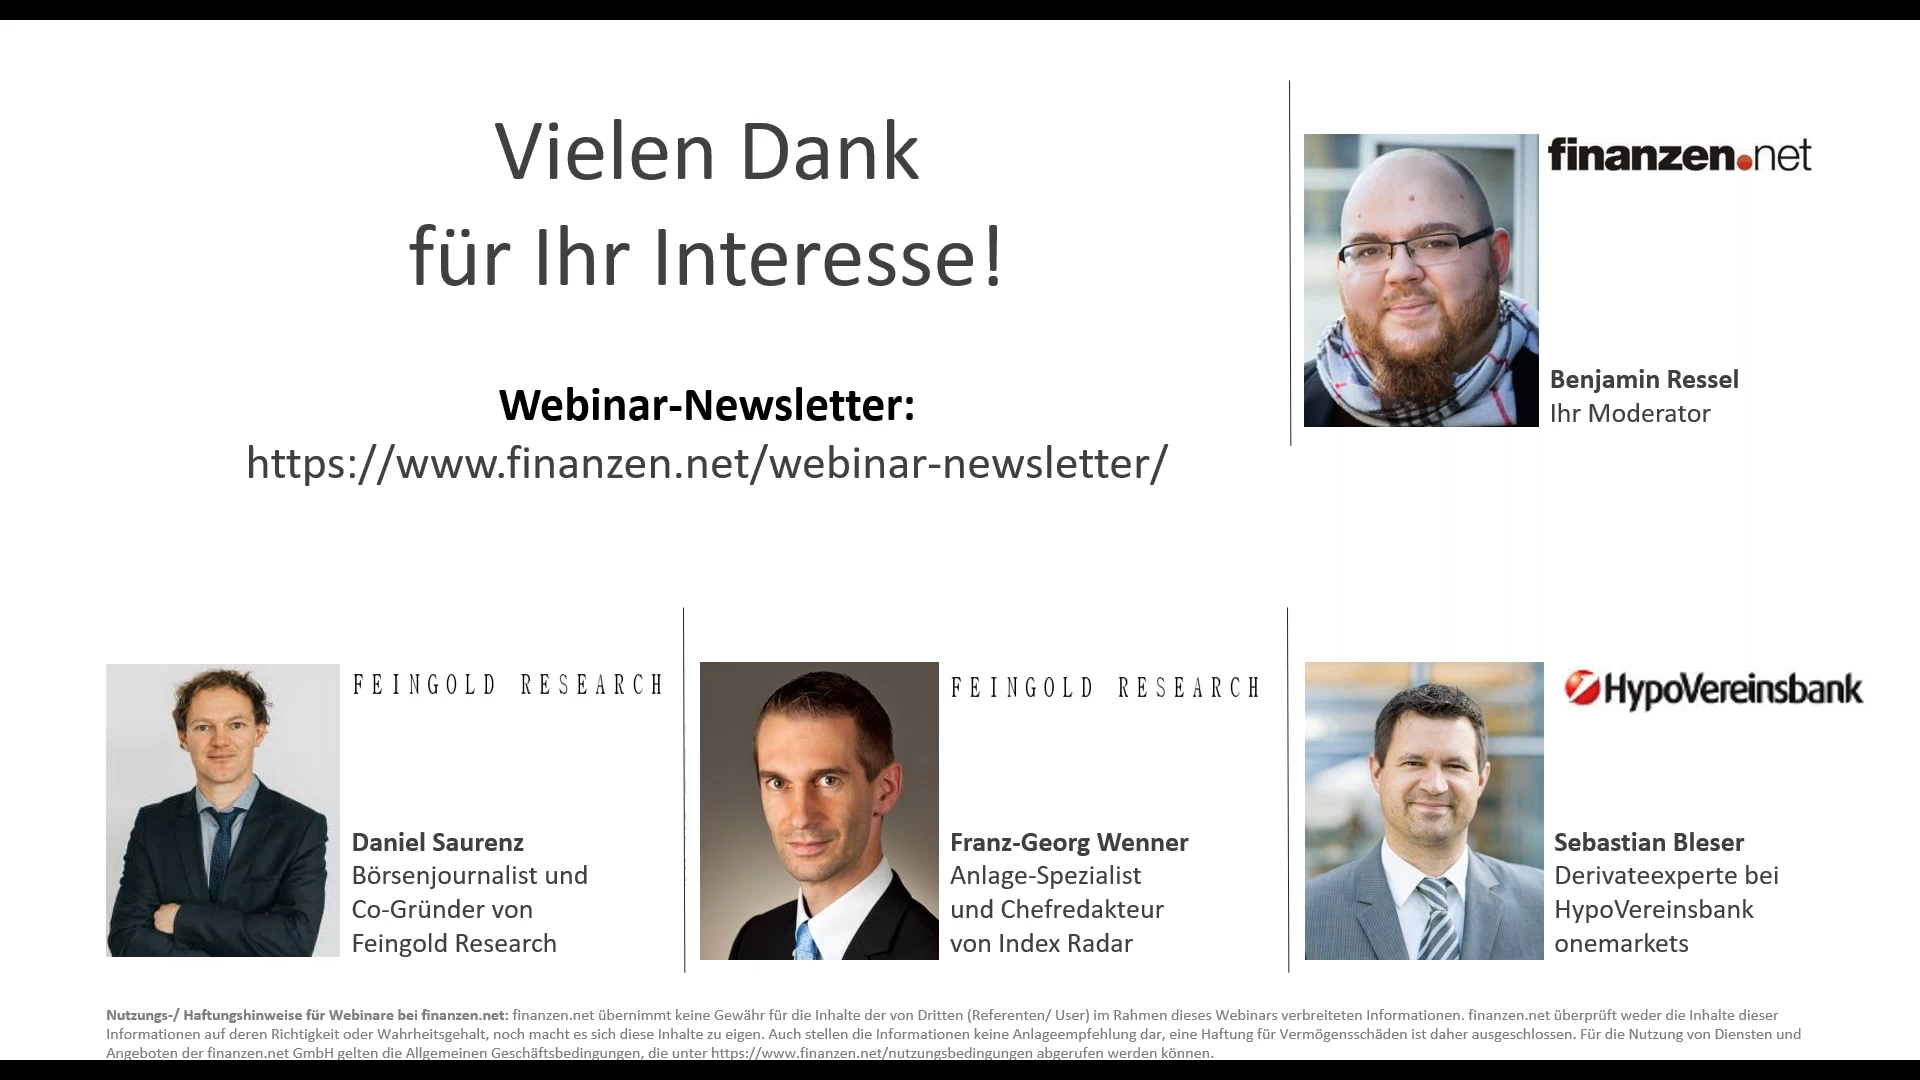 Vielen Dank
für Ihr Interesse!
Webinar-Newsletter:
https://www.finanzen.net/webinar-newsletter/
finanzen.net
Benjamin Ressel
Ihr Moderator
FEINGOLD RESEARCH
Daniel Saurenz
Börsenjournalist und
Co-Gründer von
Feingold Research
FEINGOLD RESEARCH
Franz-Georg Wenner
Anlage-Spezialist
und Chefredakteur
von Index Radar
HypoVereinsbank
Sebastian Bleser
Derivateexperte bei
HypoVereinsbank
onemarkets
Nutzungs-/ Haftungshinweise für Webinare bei finanzen.net: finanzen.net übernimmt keine Gewähr für die Inhalte der von Dritten (Referenten/ User) im Rahmen dieses Webinars verbreiteten Informationen. finanzen.net überprüft weder die Inhalte dieser
Informationen auf deren Richtigkeit oder Wahrheitsgehalt, noch macht es sich diese Inhalte zu eigen. Auch stellen die Informationen keine Anlageempfehlung dar, eine Haftung für Vermögensschäden ist daher ausgeschlossen. Für die Nutzung von Diensten und
Angeboten der finanzen.net GmbH gelten die Allgemeinen Geschäftsbedingungen, die unter https://www.finanzen.net/nutzungsbedingungen abgerufen werden können.